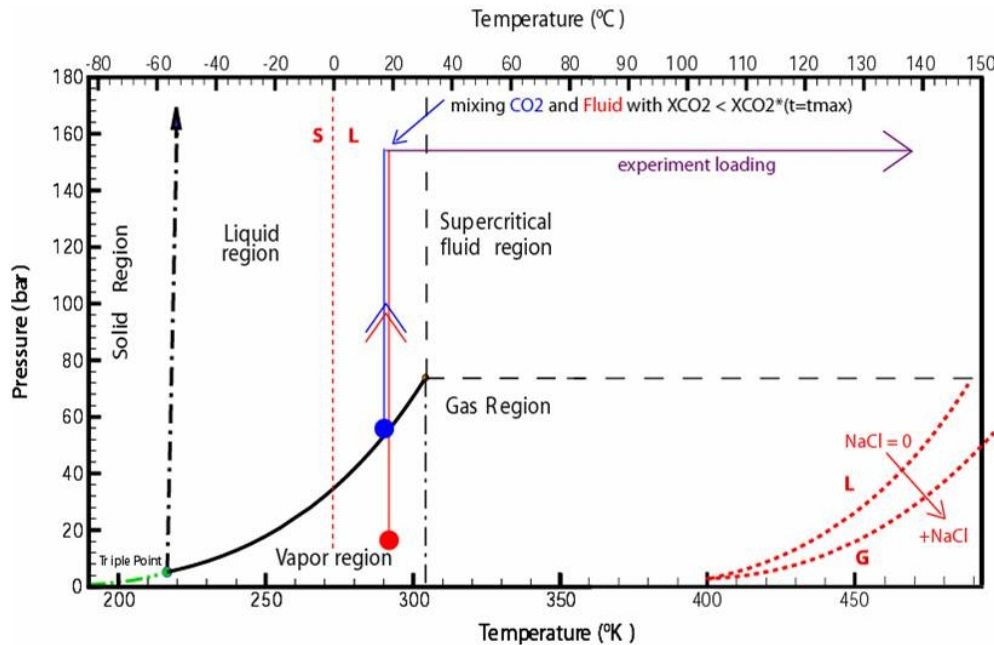 Temperature (ºC)
-80 -60 -40 -20 0 20 40 60 80 100 120 140 150
180
160
140
120
100
80
60
40
20
0
Pressure (bar)
mixing CO2 and Fluid with XCO2 < XCO2*(t=tmax)
S L
experiment loading
Solid Region
Liquid
region
Supercritical
fluid region
Gas Region
NaCl = 0
L
+NaCl
G
Triple Point
Vapor region
200 250 300 350 400 450
Temperature (ºK)